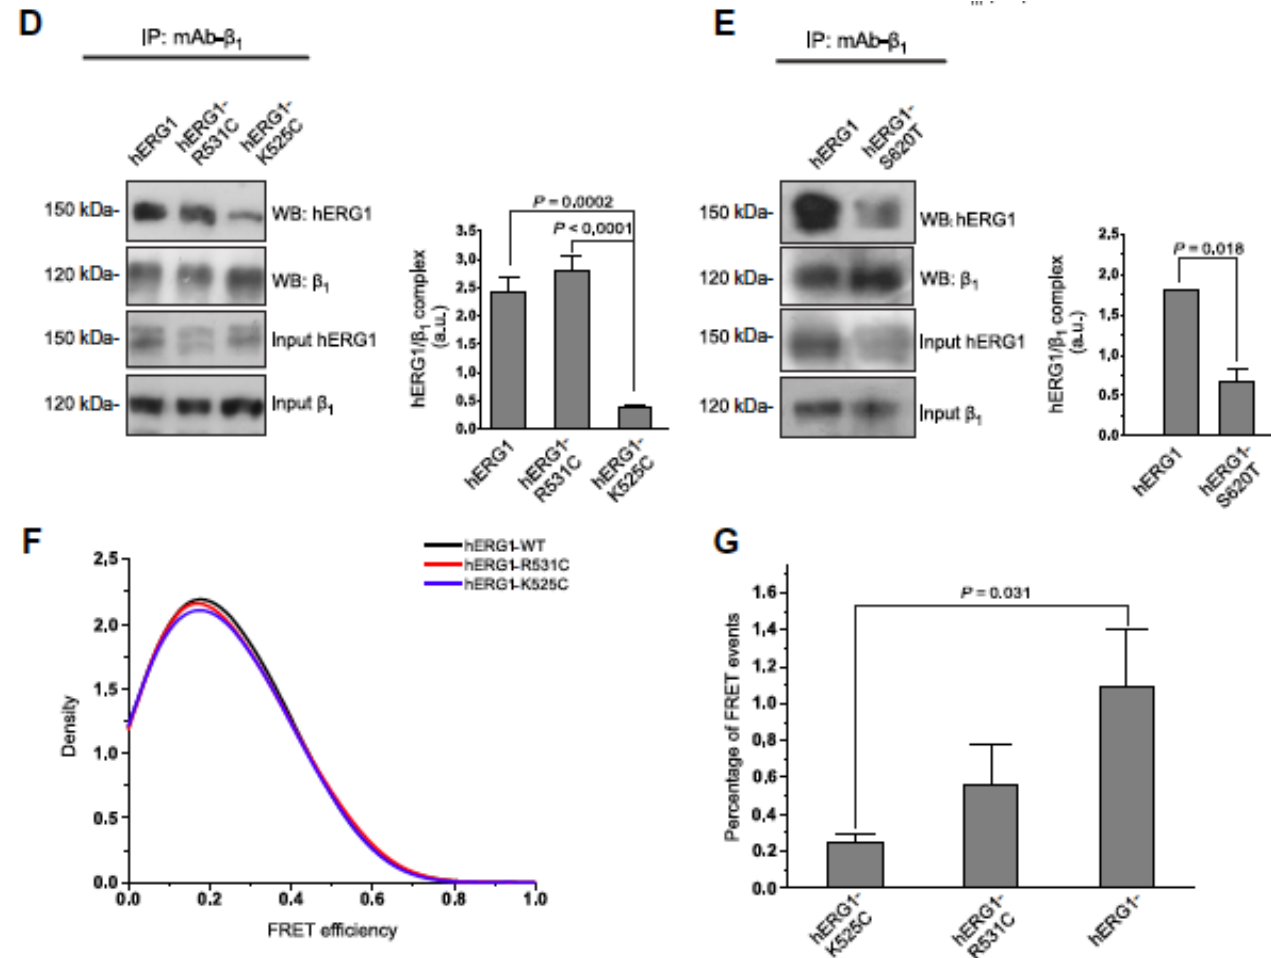 D
IP: mAb-β1
hERG1
hERG1-
R531C
hERG1-
K525C
150 kDa-
WB: hERG1
120 kDa-
WB: β1
150 kDa-
Input hERG1
120 kDa-
Input β1
P = 0.0002
P < 0,0001
hERG1/β1 complex
(a.u.)
3.5
3.0
2.5
2.0
1.5
1.0
0.5
0.0
hERG1
hERG1-
R531C
hERG1-
K525C
E
IP: mAb-β1
hERG1
hERG1-
S620T
150 kDa-
WB: hERG1
120 kDa-
WB: β1
150 kDa-
Input hERG1
120 kDa-
Input β1
P = 0.018
hERG1/β1 complex
(a.u.)
2.5
2.0
1.5
1.0
0.5
0.0
hERG1
hERG1-
S620T
F
hERG1-WT
hERG1-R531C
hERG1-K525C
Density
2.5
2.0
1.5
1.0
0.5
0.0
0.0 0.2 0.4 0.6 0.8 1.0
FRET efficiency
G
P = 0.031
Percentage of FRET events
1.6
1.4
1.2
1.0
0.8
0.6
0.4
0.2
0.0
hERG1-
K525C
hERG1-
R531C
hERG1-